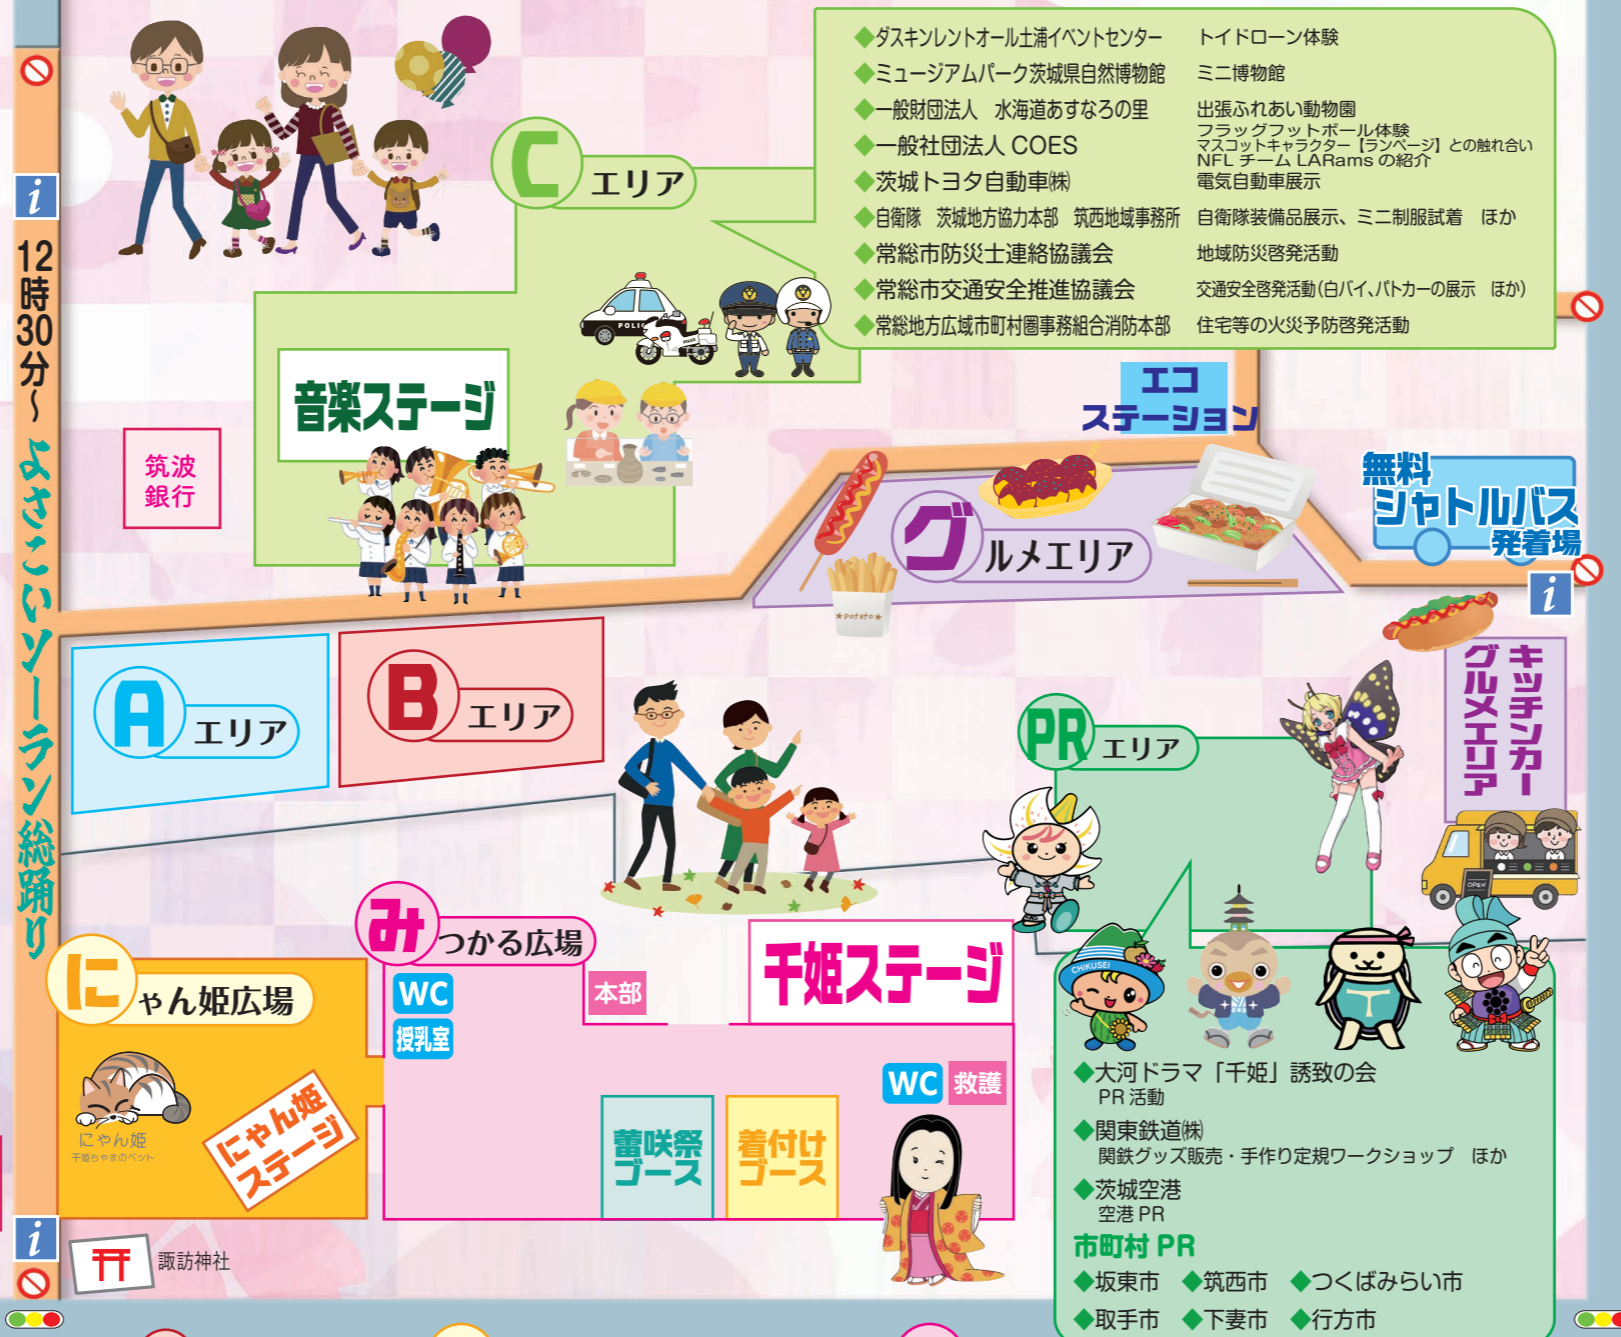 ◆ダスキンレントオール土浦イベントセンター　トイドローン体験
◆ミュージアムパーク茨城県自然博物館　ミニ博物館
◆一般財団法人　水海道あすなろの里　出張ふれあい動物園
◆一般社団法人 COES　フラッグフットボール体験
マスコットキャラクター【ランページ】との触れ合い
NFL チーム LARams の紹介
◆茨城トヨタ自動車㈱　電気自動車展示
◆自衛隊　茨城地方協力本部　筑西地域事務所　自衛隊装備品展示、ミニ制服試着　ほか
◆常総市防災士連絡協議会　地域防災啓発活動
◆常総市交通安全推進協議会　交通安全啓発活動（白バイ、パトカーの展示　ほか）
◆常総地方広域市町村圏事務組合消防本部　住宅等の火災予防啓発活動
Cエリア
i
12時30分～よさこいソーラン総踊り
POLICE
音楽ステージ
筑波
銀行
エコ
ステーション
グルメエリア
★potato★
無料
シャトルバス
発着場
i
Aエリア
Bエリア
PRエリア
キッチンカー
グルメエリア
OPEN
みつかる広場
WC
授乳室
本部
千姫ステージ
にゃん姫広場
にゃん姫
千姫ちゃまのペット
にゃん姫
ステージ
WC
救護
蕾咲祭
ブース
着付け
ブース
CHIKUSEI
T
◆大河ドラマ「千姫」誘致の会
PR 活動
◆関東鉄道㈱
関鉄グッズ販売・手作り定規ワークショップ　ほか
◆茨城空港
空港 PR
市町村 PR
◆坂東市　◆筑西市　◆つくばみらい市
◆取手市　◆下妻市　◆行方市
i
諏訪神社